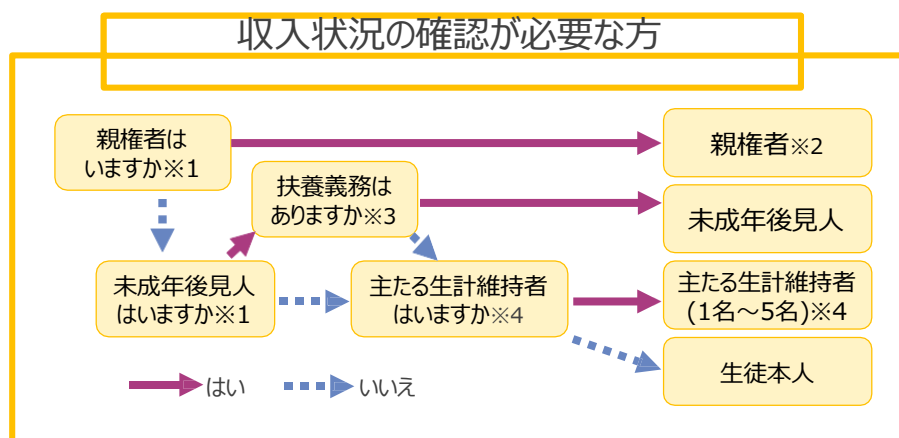 収入状況の確認が必要な方
親権者は
いますか※1
親権者※2
扶養義務は
ありますか※3
未成年後見人
未成年後見人
はいますか※1
主たる生計維持者
はいますか※4
主たる生計維持者
(1名～5名)※4
生徒本人
はい
いいえ